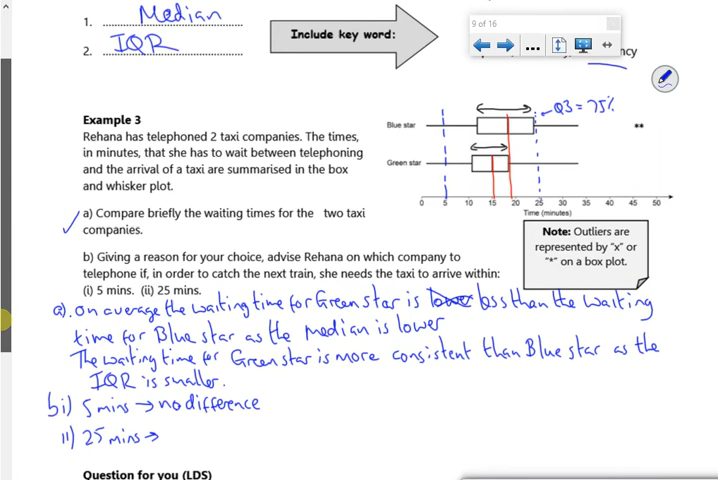 1. Median
2. IQR
Include key word:
9 of 16
ncy
Example 3
Rehana has telephoned 2 taxi companies. The times,
in minutes, that she has to wait between telephoning
and the arrival of a taxi are summarised in the box
and whisker plot.
a) Compare briefly the waiting times for the two taxi
companies.
b) Giving a reason for your choice, advise Rehana on which company to
telephone if, in order to catch the next train, she needs the taxi to arrive within:
(i) 5 mins. (ii) 25 mins.
Q3 = 75%
Blue star
**
Green star
0 5 10 15 20 25 30 35 40 45 50
Time (minutes)
Note: Outliers are
represented by "x" or
"*" on a box plot.
a). On average the waiting time for Green star is lower less than the waiting
time for Blue star as the median is lower
The waiting time for Green star is more consistent than Blue star as the
IQR is smaller.
bi) 5 mins → no difference
ii) 25 mins →
Question for you (LDS)